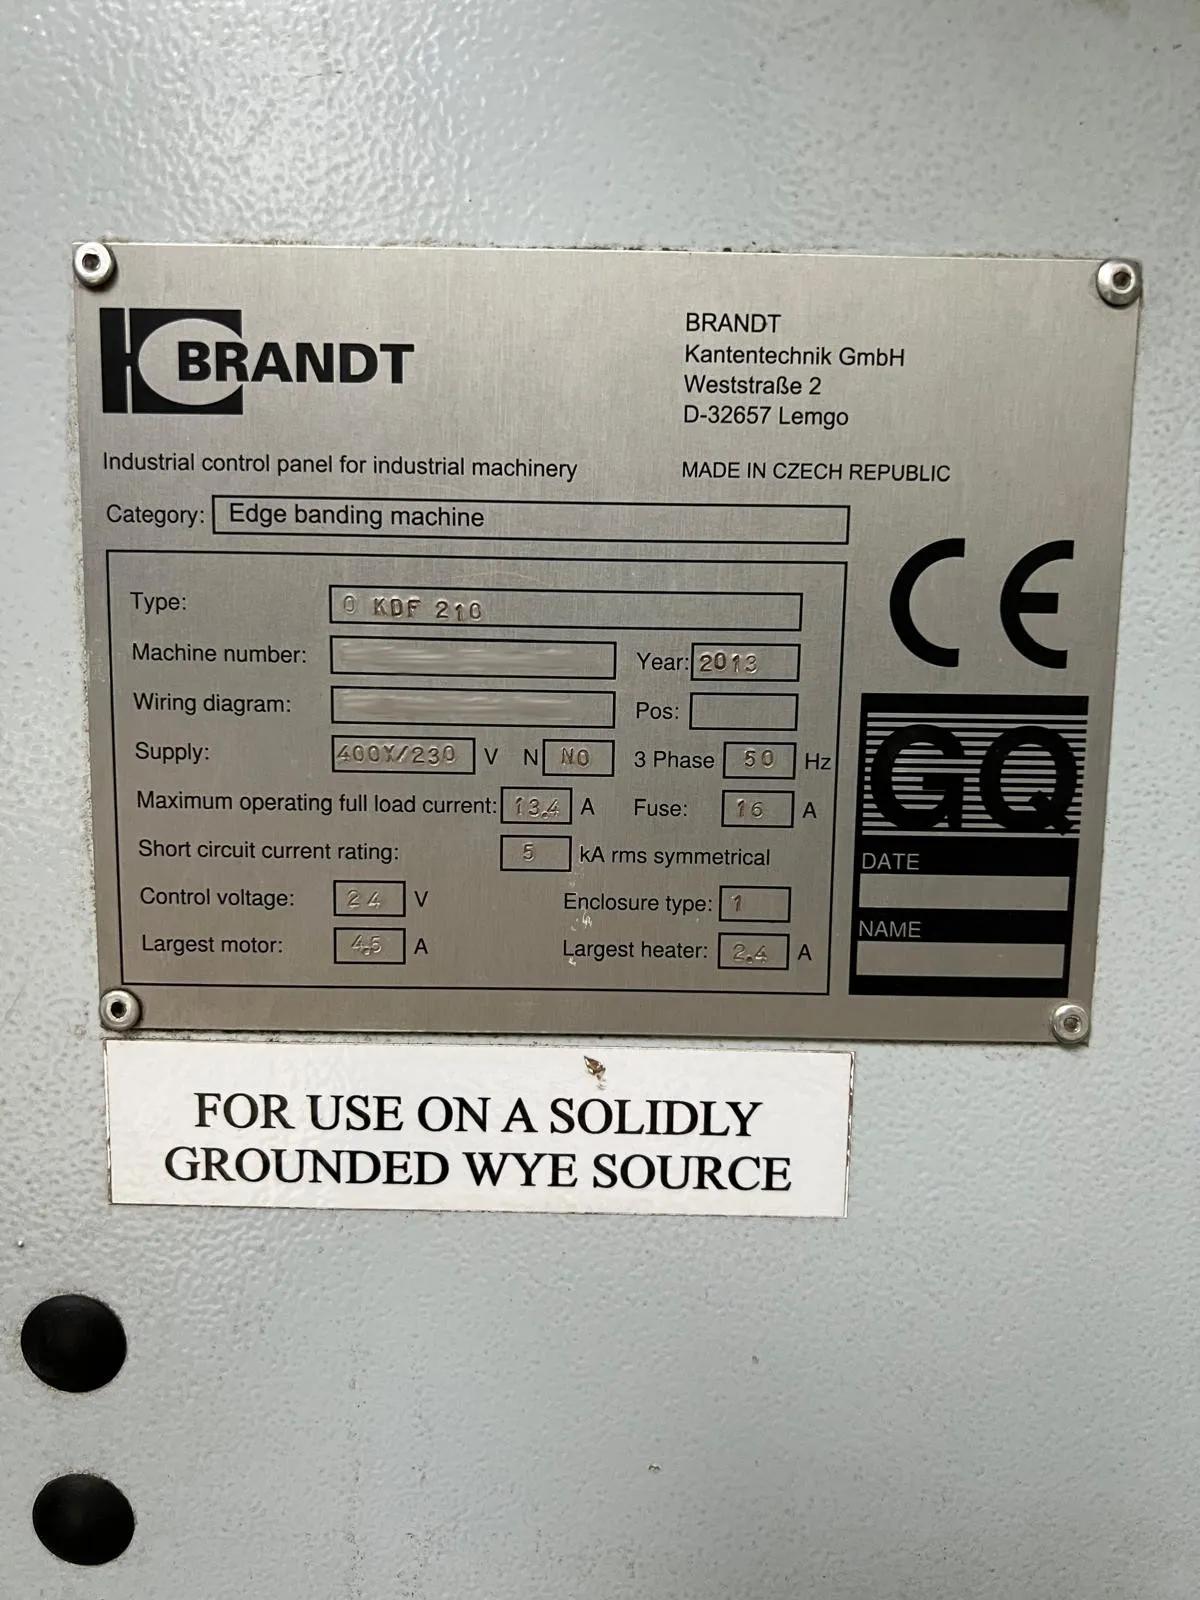 BRANDT
BRANDT
Kantentechnik GmbH
Weststraße 2
D-32657 Lemgo
Industrial control panel for industrial machinery
MADE IN CZECH REPUBLIC
Category: Edge banding machine
CE
Type: 0 KDF 210
Machine number:
Year: 2013
Wiring diagram:
Pos:
Supply: 400Y/230 V N NO 3 Phase 50 Hz
Maximum operating full load current: 13.4 A Fuse: 16 A
Short circuit current rating: 5 kA rms symmetrical
Control voltage: 24 V Enclosure type: 1
Largest motor: 4.5 A Largest heater: 2.4 A
GQ
DATE
NAME
FOR USE ON A SOLIDLY
GROUNDED WYE SOURCE